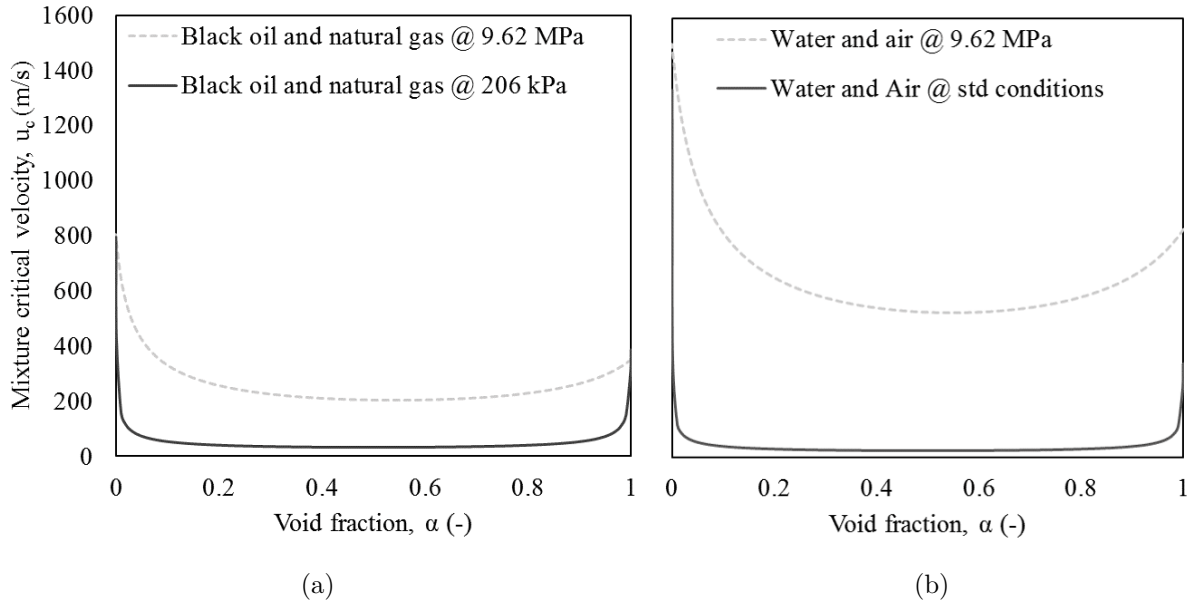 Mixture critical velocity, u_c (m/s)
1600
1400
1200
1000
800
600
400
200
0
Black oil and natural gas @ 9.62 MPa
Black oil and natural gas @ 206 kPa
0 0.2 0.4 0.6 0.8 1
Void fraction, α (-)
(a)
Water and air @ 9.62 MPa
Water and Air @ std conditions
0 0.2 0.4 0.6 0.8 1
Void fraction, α (-)
(b)